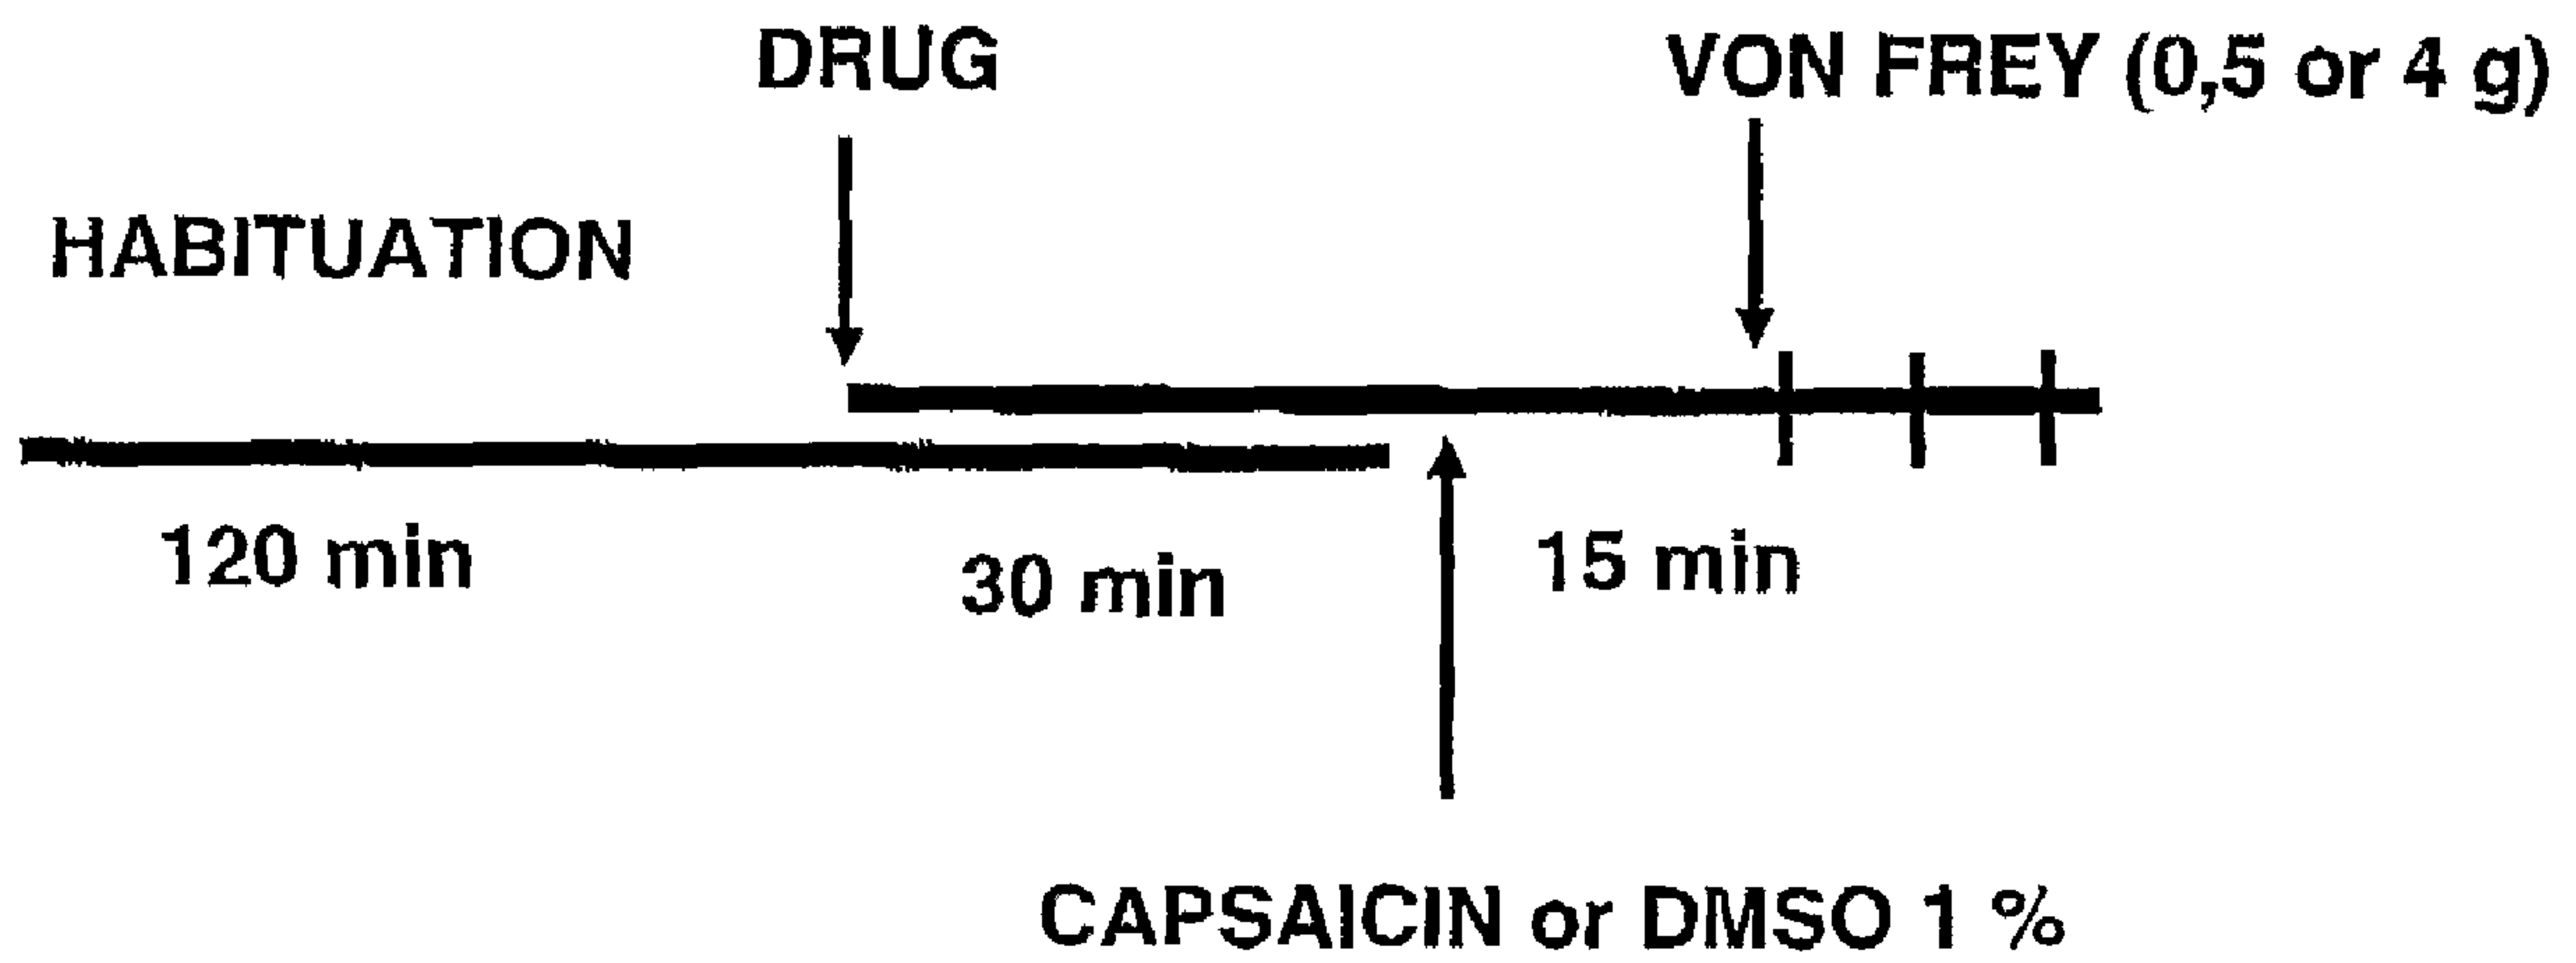 DRUG
VON FREY (0,5 or 4 g)
HABITUATION
120 min
30 min
15 min
CAPSAICIN or DMSO 1 %